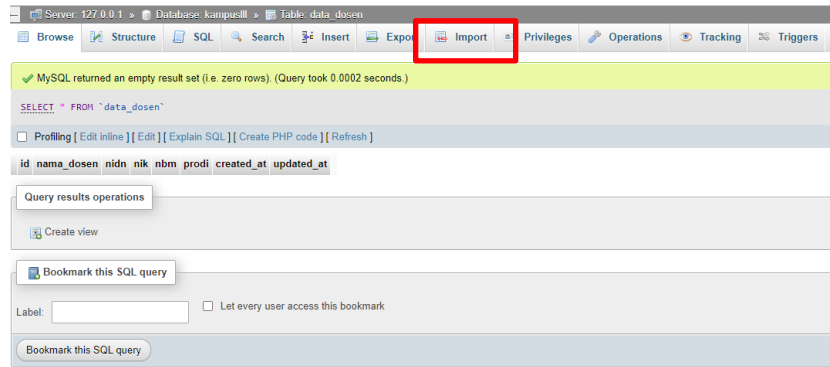 Server: 127.0.0.1 » Database: kampuslll » Table: data_dosen
Browse Structure SQL Search Insert Export Import Privileges Operations Tracking Triggers
MySQL returned an empty result set (i.e. zero rows). (Query took 0.0002 seconds.)
SELECT * FROM `data_dosen`
Profiling [ Edit inline ] [ Edit ] [ Explain SQL ] [ Create PHP code ] [ Refresh ]
id nama_dosen nidn nik nbm prodi created_at updated_at
Query results operations
Create view
Bookmark this SQL query
Label: Let every user access this bookmark
Bookmark this SQL query